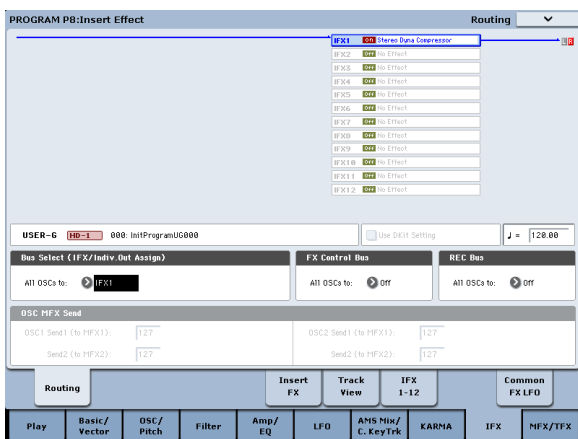 PROGRAM P8:Insert Effect Routing
IFX1 On Stereo Dyna Compressor
L R
IFX2 Off No Effect
IFX3 Off No Effect
IFX4 Off No Effect
IFX5 Off No Effect
IFX6 Off No Effect
IFX7 Off No Effect
IFX8 Off No Effect
IFX9 Off No Effect
IFX10 Off No Effect
IFX11 Off No Effect
IFX12 Off No Effect
USER-G HD-1 000: InitProgramUG000 Use DKit Setting ♩ = 120.00
Bus Select (IFX/Indiv.Out Assign) FX Control Bus REC Bus
All OSCs to: IFX1 All OSCs to: Off All OSCs to: Off
OSC MFX Send
OSC1 Send1 (to MFX1): 127 OSC2 Send1 (to MFX1): 127
Send2 (to MFX2): 127 Send2 (to MFX2): 127
Routing Insert FX Track View IFX 1-12 Common FX LFO
Play Basic/Vector OSC/Pitch Filter Amp/EQ LFO AMS Mix/C.KeyTrk KARMA IFX MFX/TFX